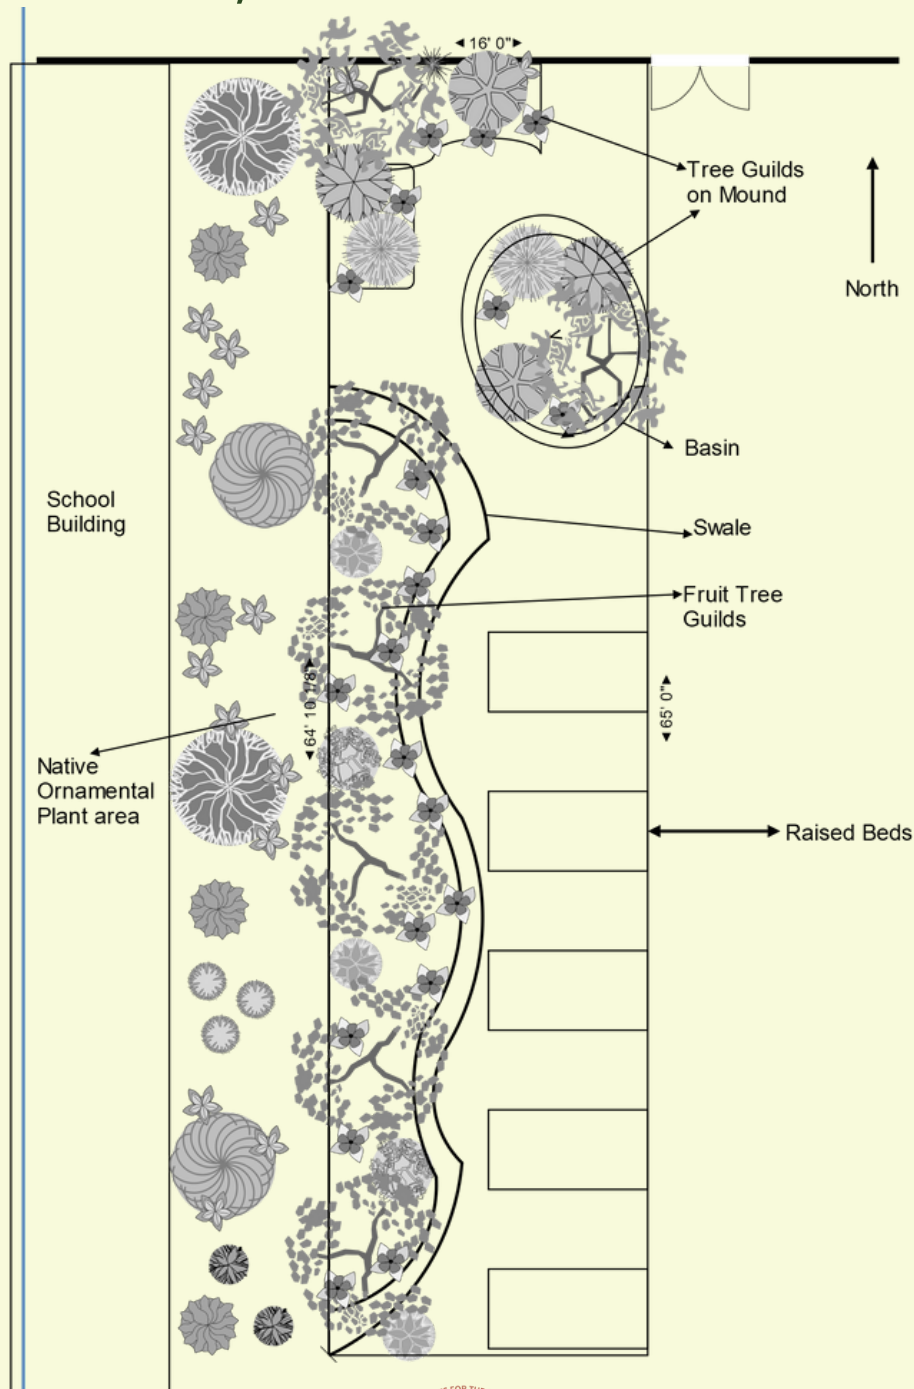 16' 0"
Tree Guilds
on Mound
North
Basin
School
Building
Swale
Fruit Tree
Guilds
64' 10 1/8"
65' 0"
Native
Ornamental
Plant area
Raised Beds